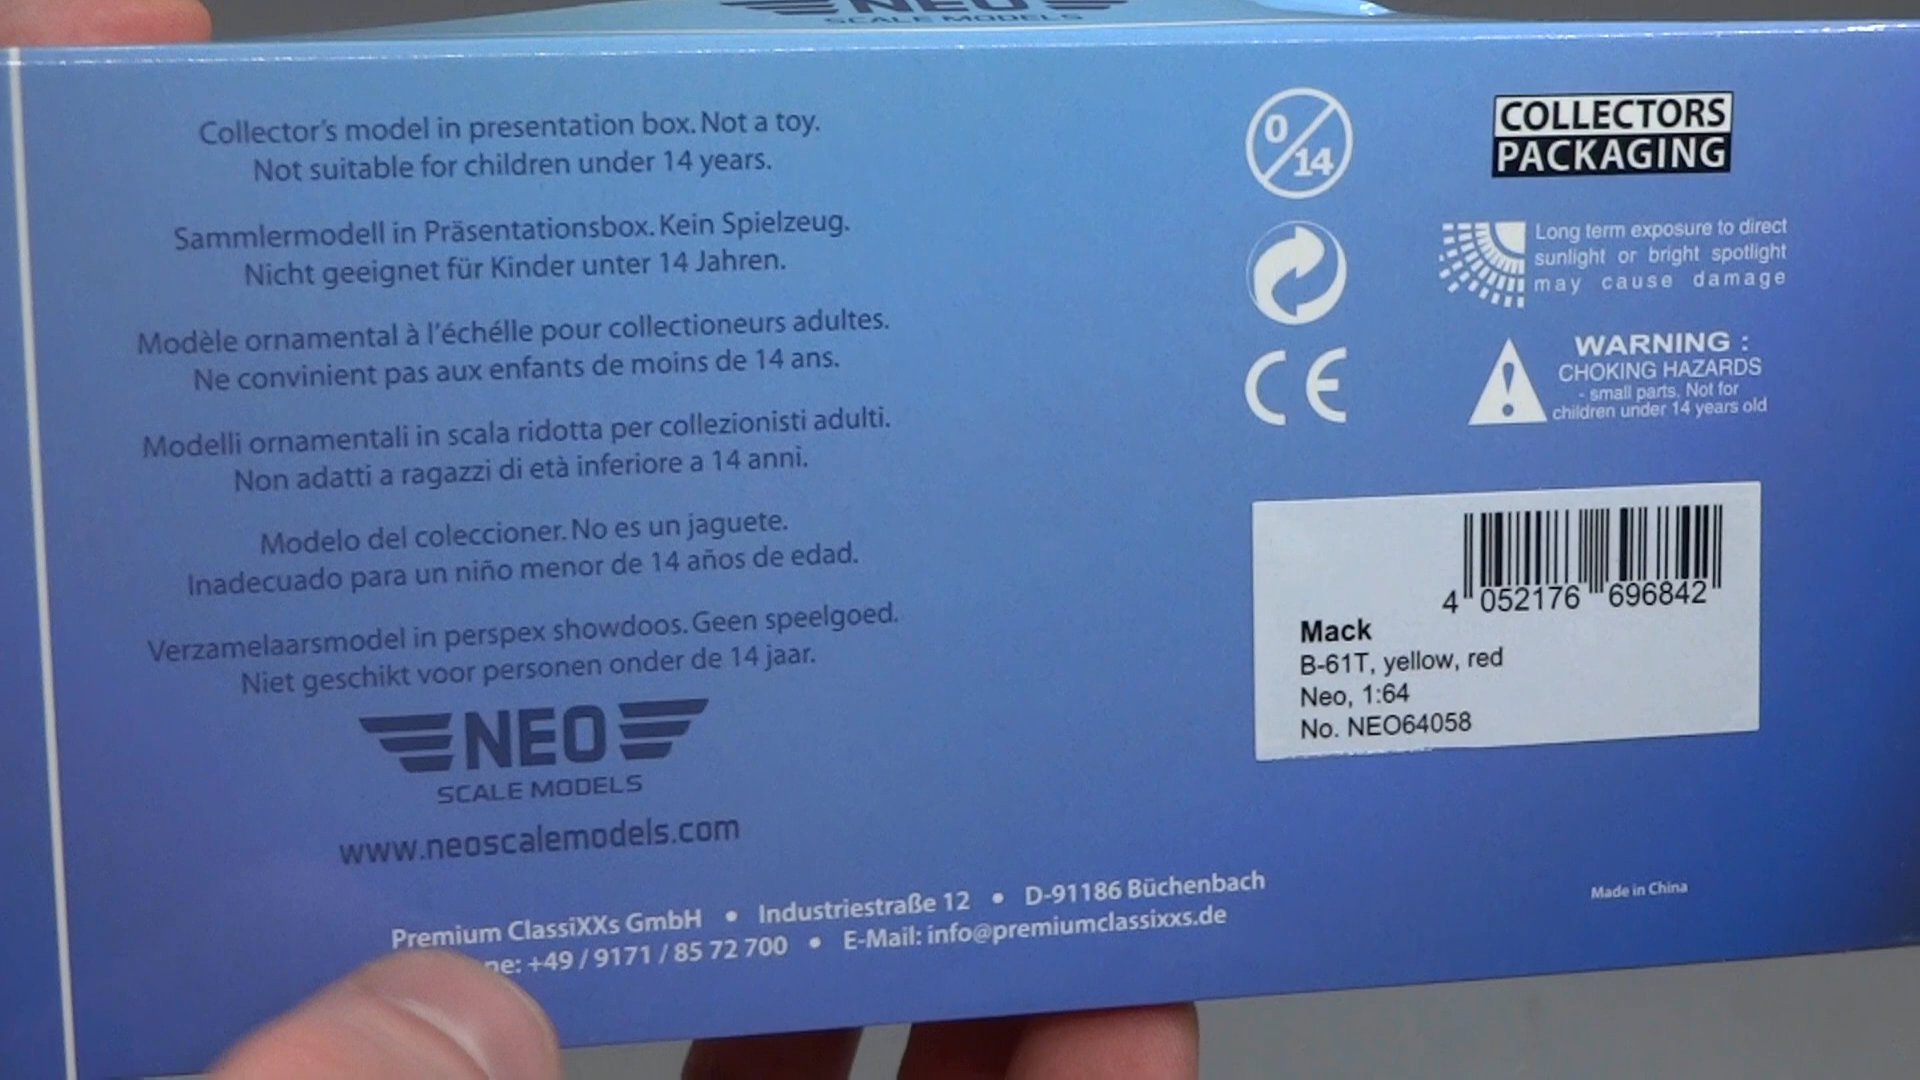 NEO
SCALE MODELS
Collector's model in presentation box. Not a toy.
Not suitable for children under 14 years.
Sammlermodell in Präsentationsbox. Kein Spielzeug.
Nicht geeignet für Kinder unter 14 Jahren.
Modèle ornamental à l'échélle pour collectioneurs adultes.
Ne convinient pas aux enfants de moins de 14 ans.
Modelli ornamentali in scala ridotta per collezionisti adulti.
Non adatti a ragazzi di età inferiore a 14 anni.
Modelo del coleccioner. No es un jaguete.
Inadecuado para un niño menor de 14 años de edad.
Verzamelaarsmodel in perspex showdoos. Geen speelgoed.
Niet geschikt voor personen onder de 14 jaar.
NEO
SCALE MODELS
www.neoscalemodels.com
Premium ClassiXXs GmbH • Industriestraße 12 • D-91186 Büchenbach
ne: +49 / 9171 / 85 72 700 • E-Mail: info@premiumclassixxs.de
0/14
CE
COLLECTORS
PACKAGING
Long term exposure to direct
sunlight or bright spotlight
may cause damage
WARNING :
CHOKING HAZARDS
- small parts. Not for
children under 14 years old
4 052176 696842
Mack
B-61T, yellow, red
Neo, 1:64
No. NEO64058
Made in China